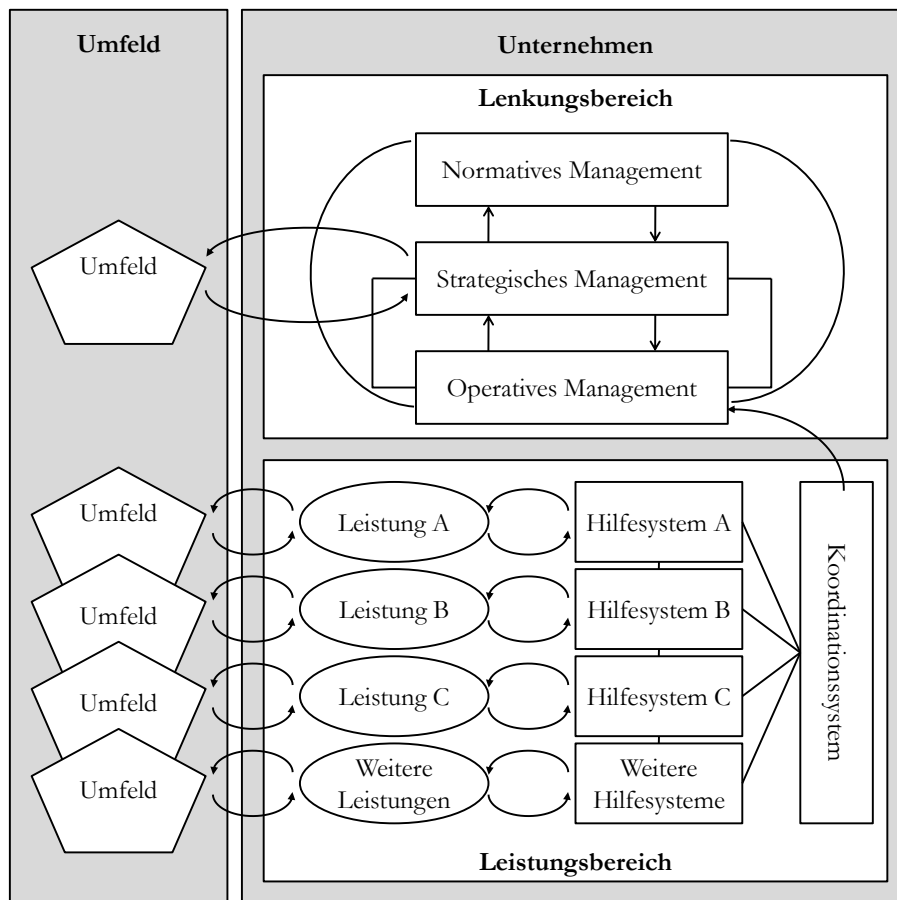 Umfeld
Unternehmen
Lenkungsbereich
Normatives Management
Umfeld
Strategisches Management
Operatives Management
Umfeld
Leistung A
Hilfesystem A
Umfeld
Leistung B
Hilfesystem B
Umfeld
Leistung C
Hilfesystem C
Umfeld
Weitere
Leistungen
Weitere
Hilfesysteme
Koordinationssystem
Leistungsbereich